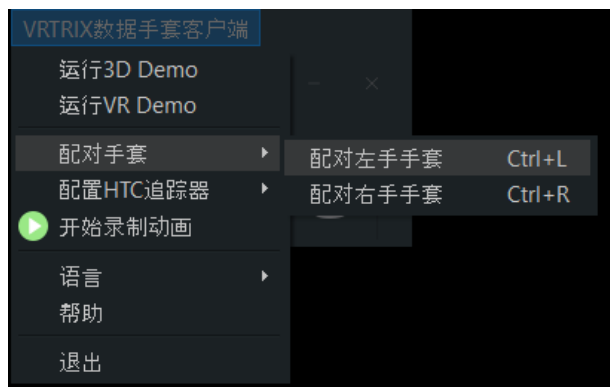 VRTRIX数据手套客户端
运行3D Demo
运行VR Demo
配对手套
配对左手手套 Ctrl+L
配置HTC追踪器
配对右手手套 Ctrl+R
开始录制动画
语言
帮助
退出